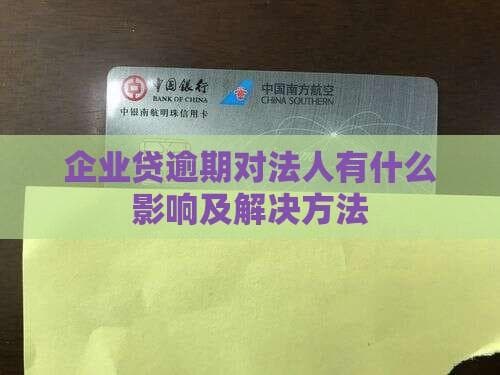 中国银行
BANK OF CHINA
中国南方航空
CHINA SOUTHERN
中银南航明珠信用卡
企业贷逾期对法人有什么
影响及解决方法